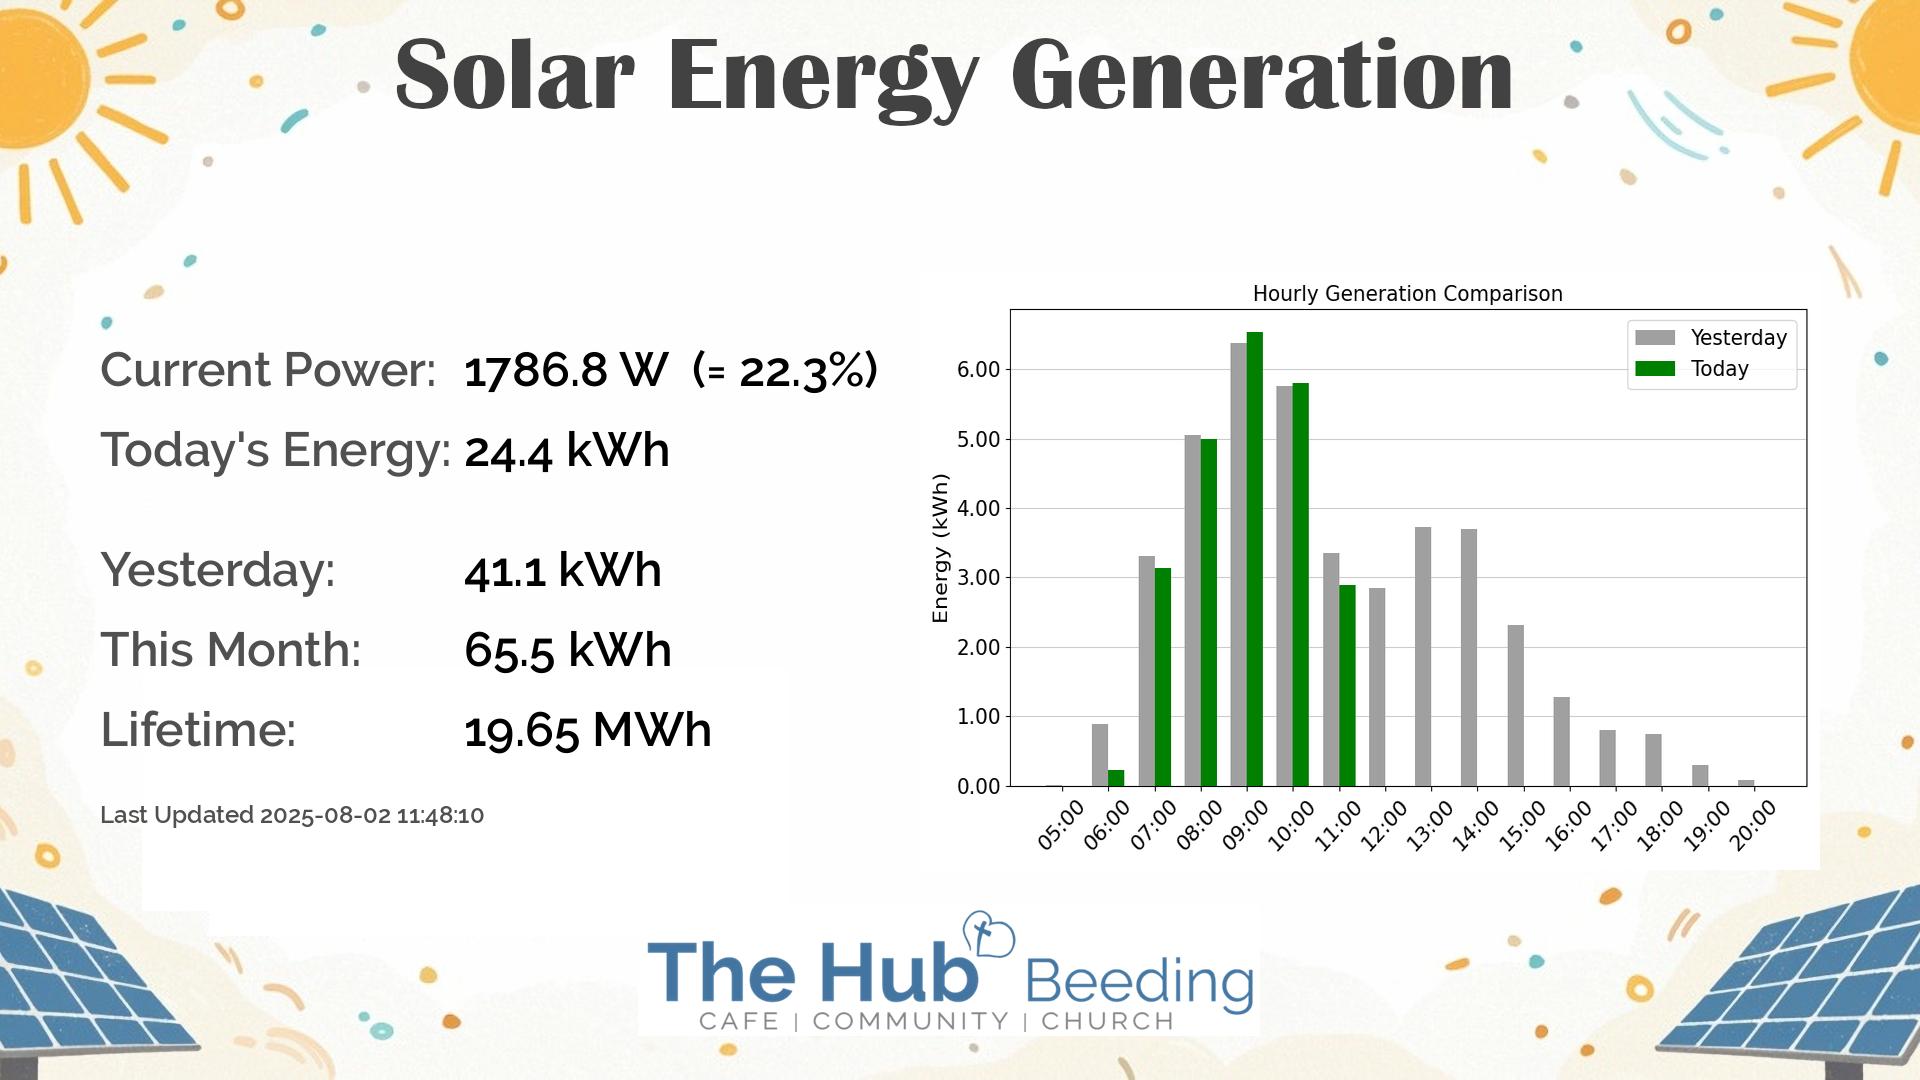 Solar Energy Generation
Current Power: 1786.8 W (= 22.3%)
Today's Energy: 24.4 kWh
Yesterday: 41.1 kWh
This Month: 65.5 kWh
Lifetime: 19.65 MWh
Last Updated 2025-08-02 11:48:10
Hourly Generation Comparison
Yesterday
Today
Energy (kWh)
6.00
5.00
4.00
3.00
2.00
1.00
0.00
05:00 06:00 07:00 08:00 09:00 10:00 11:00 12:00 13:00 14:00 15:00 16:00 17:00 18:00 19:00 20:00
The Hub Beeding
CAFE | COMMUNITY | CHURCH